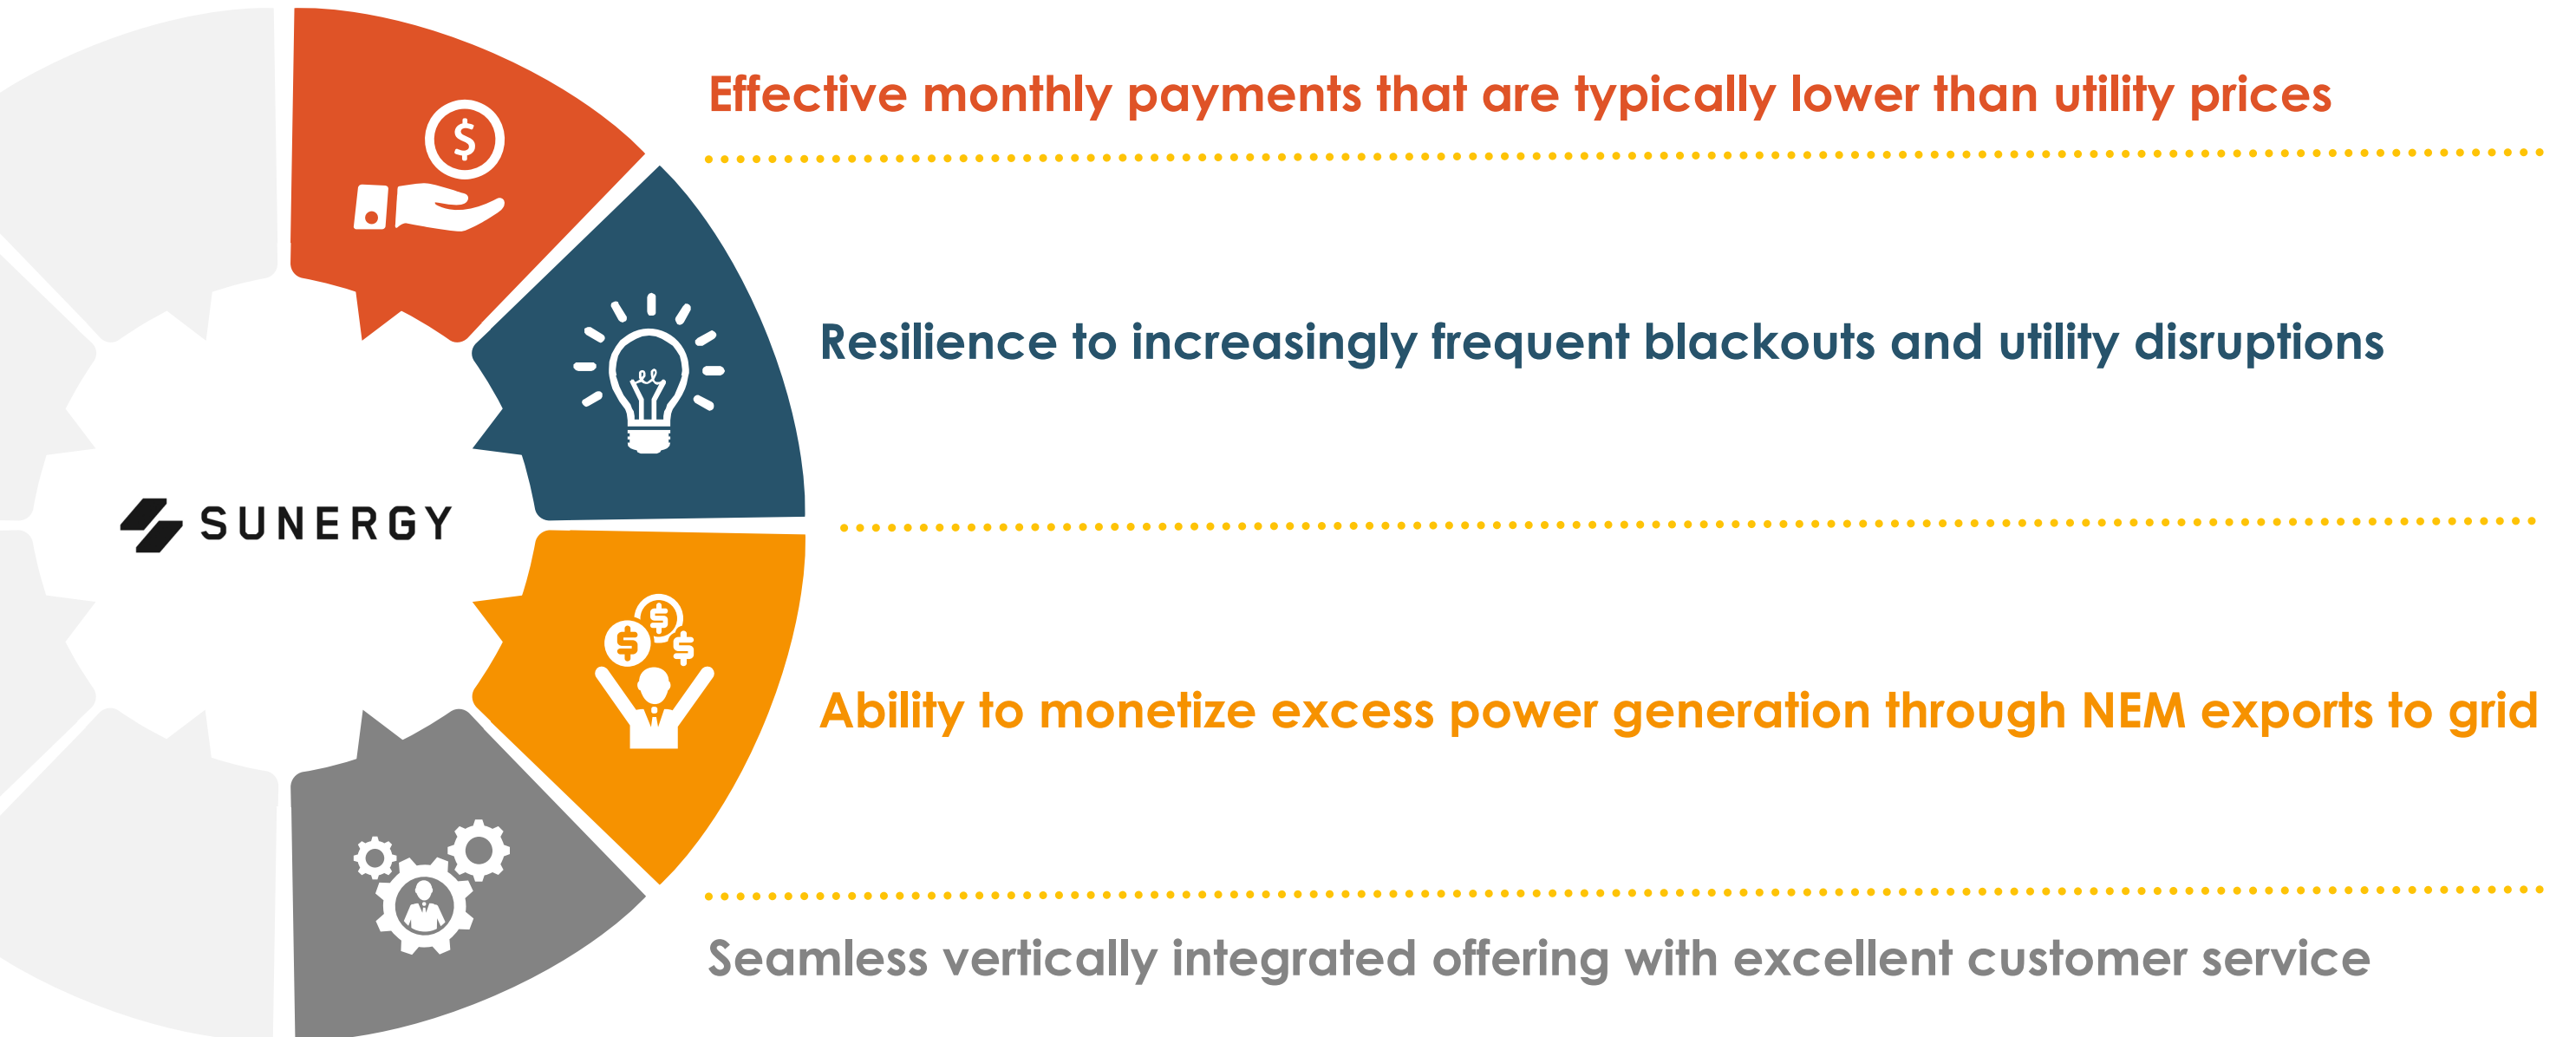 Effective monthly payments that are typically lower than utility prices
Resilience to increasingly frequent blackouts and utility disruptions
SUNERGY
Ability to monetize excess power generation through NEM exports to grid
Seamless vertically integrated offering with excellent customer service